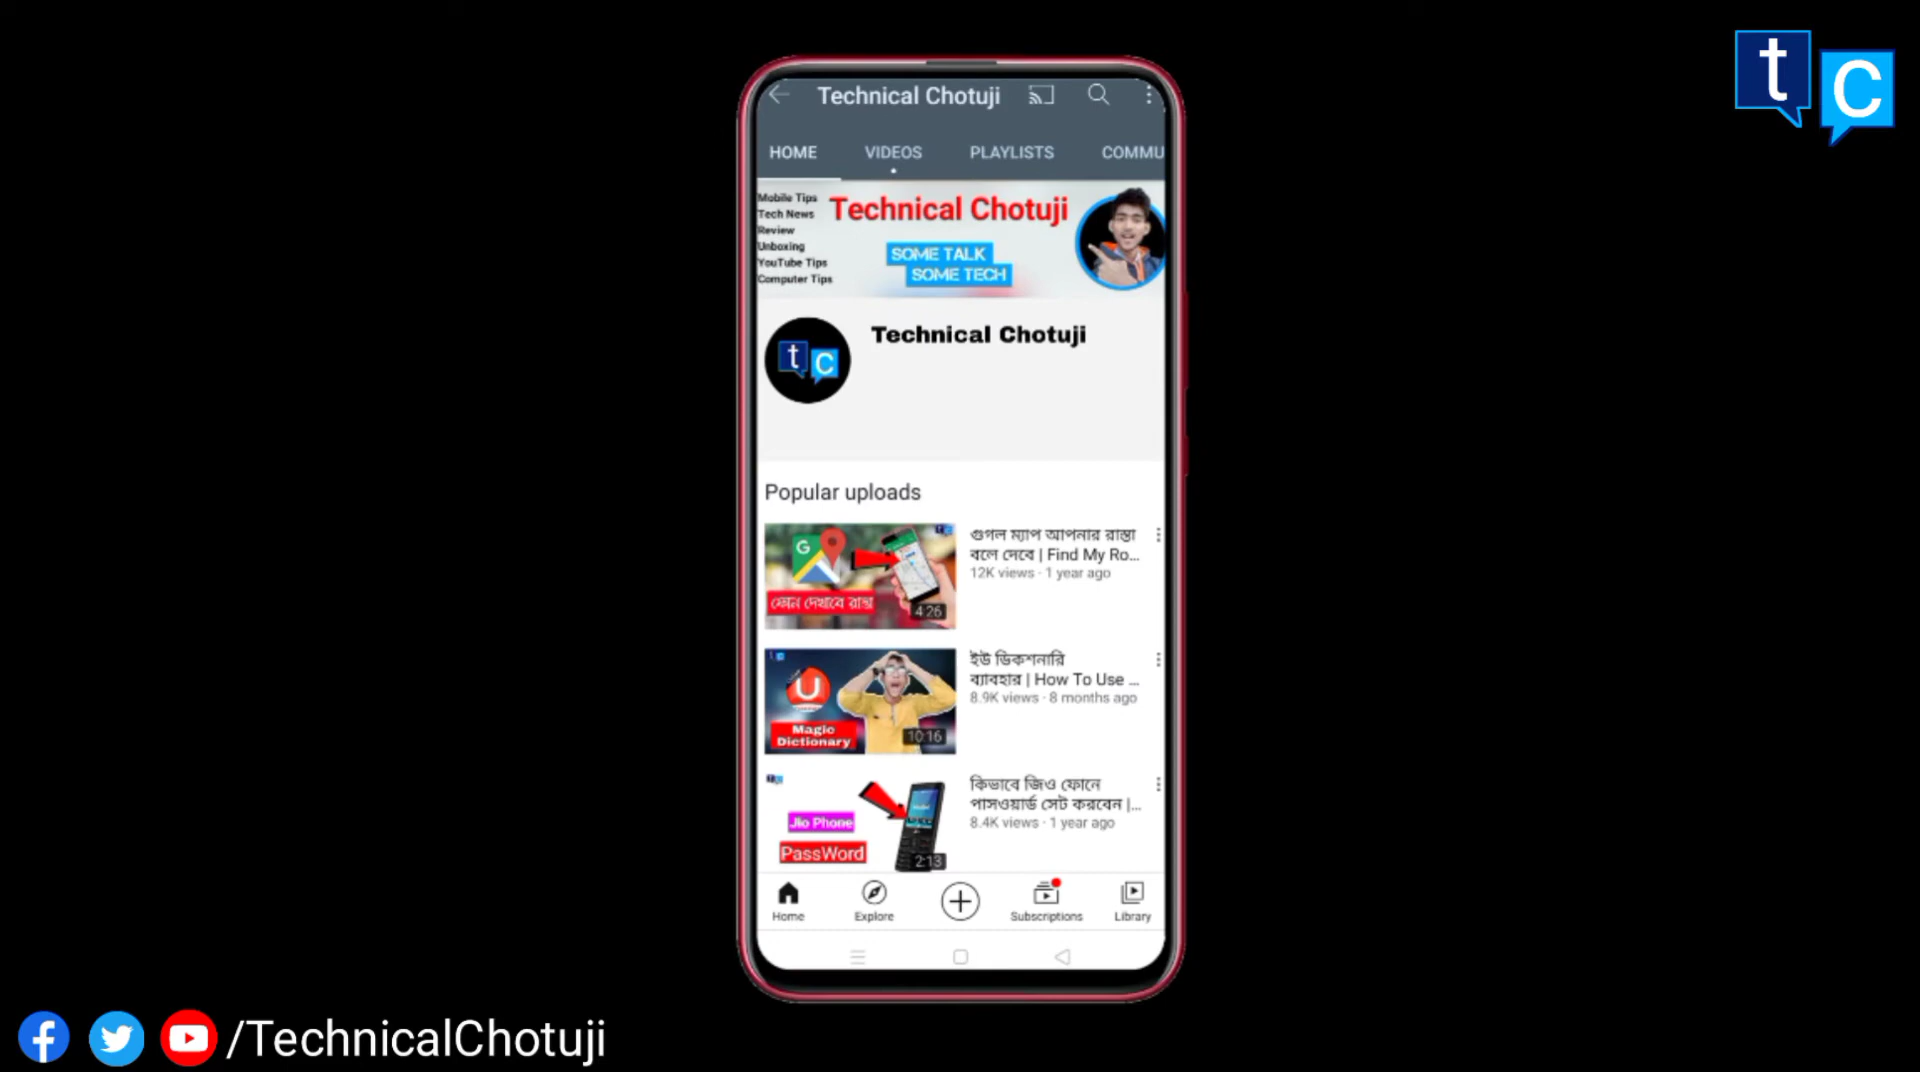 t C
Technical Chotuji
HOME VIDEOS PLAYLISTS COMMU
Mobile Tips
Tech News
Review
Unboxing
YouTube Tips
Computer Tips
Technical Chotuji
SOME TALK
SOME TECH
t C
Technical Chotuji
Popular uploads
G
ফোন দেখাবে রাস্তা
4:26
গুগল ম্যাপ আপনার রাস্তা
বলে দেবে | Find My Ro...
12K views · 1 year ago
U
Magic
Dictionary
10:16
ইউ ডিকশনারি
ব্যাবহার | How To Use ...
8.9K views · 8 months ago
Jio Phone
PassWord
2:13
কিভাবে জিও ফোনে
পাসওয়ার্ড সেট করবেন |...
8.4K views · 1 year ago
Home Explore Subscriptions Library
/TechnicalChotuji